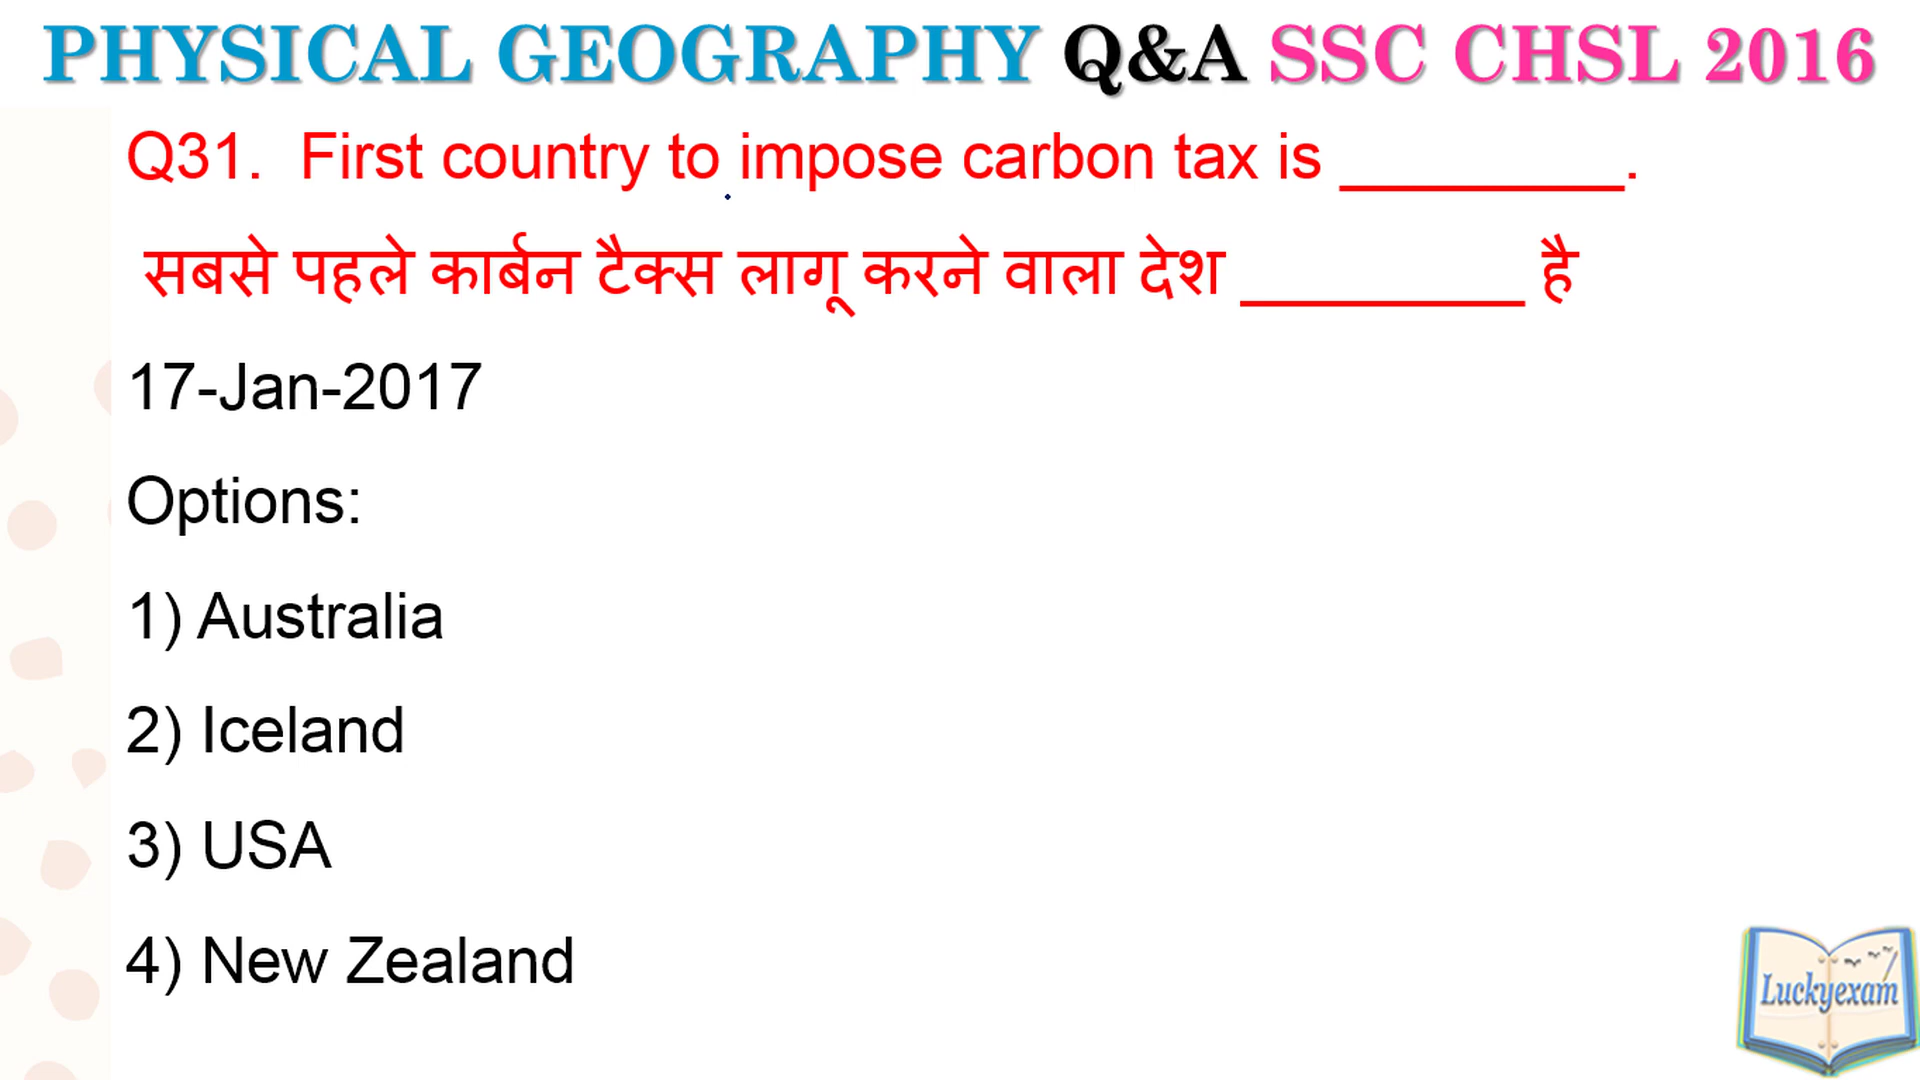 PHYSICAL GEOGRAPHY Q&A SSC CHSL 2016
Q31. First country to impose carbon tax is ________.
सबसे पहले कार्बन टैक्स लागू करने वाला देश ________ है
17-Jan-2017
Options:
1) Australia
2) Iceland
3) USA
4) New Zealand
Luckyexam